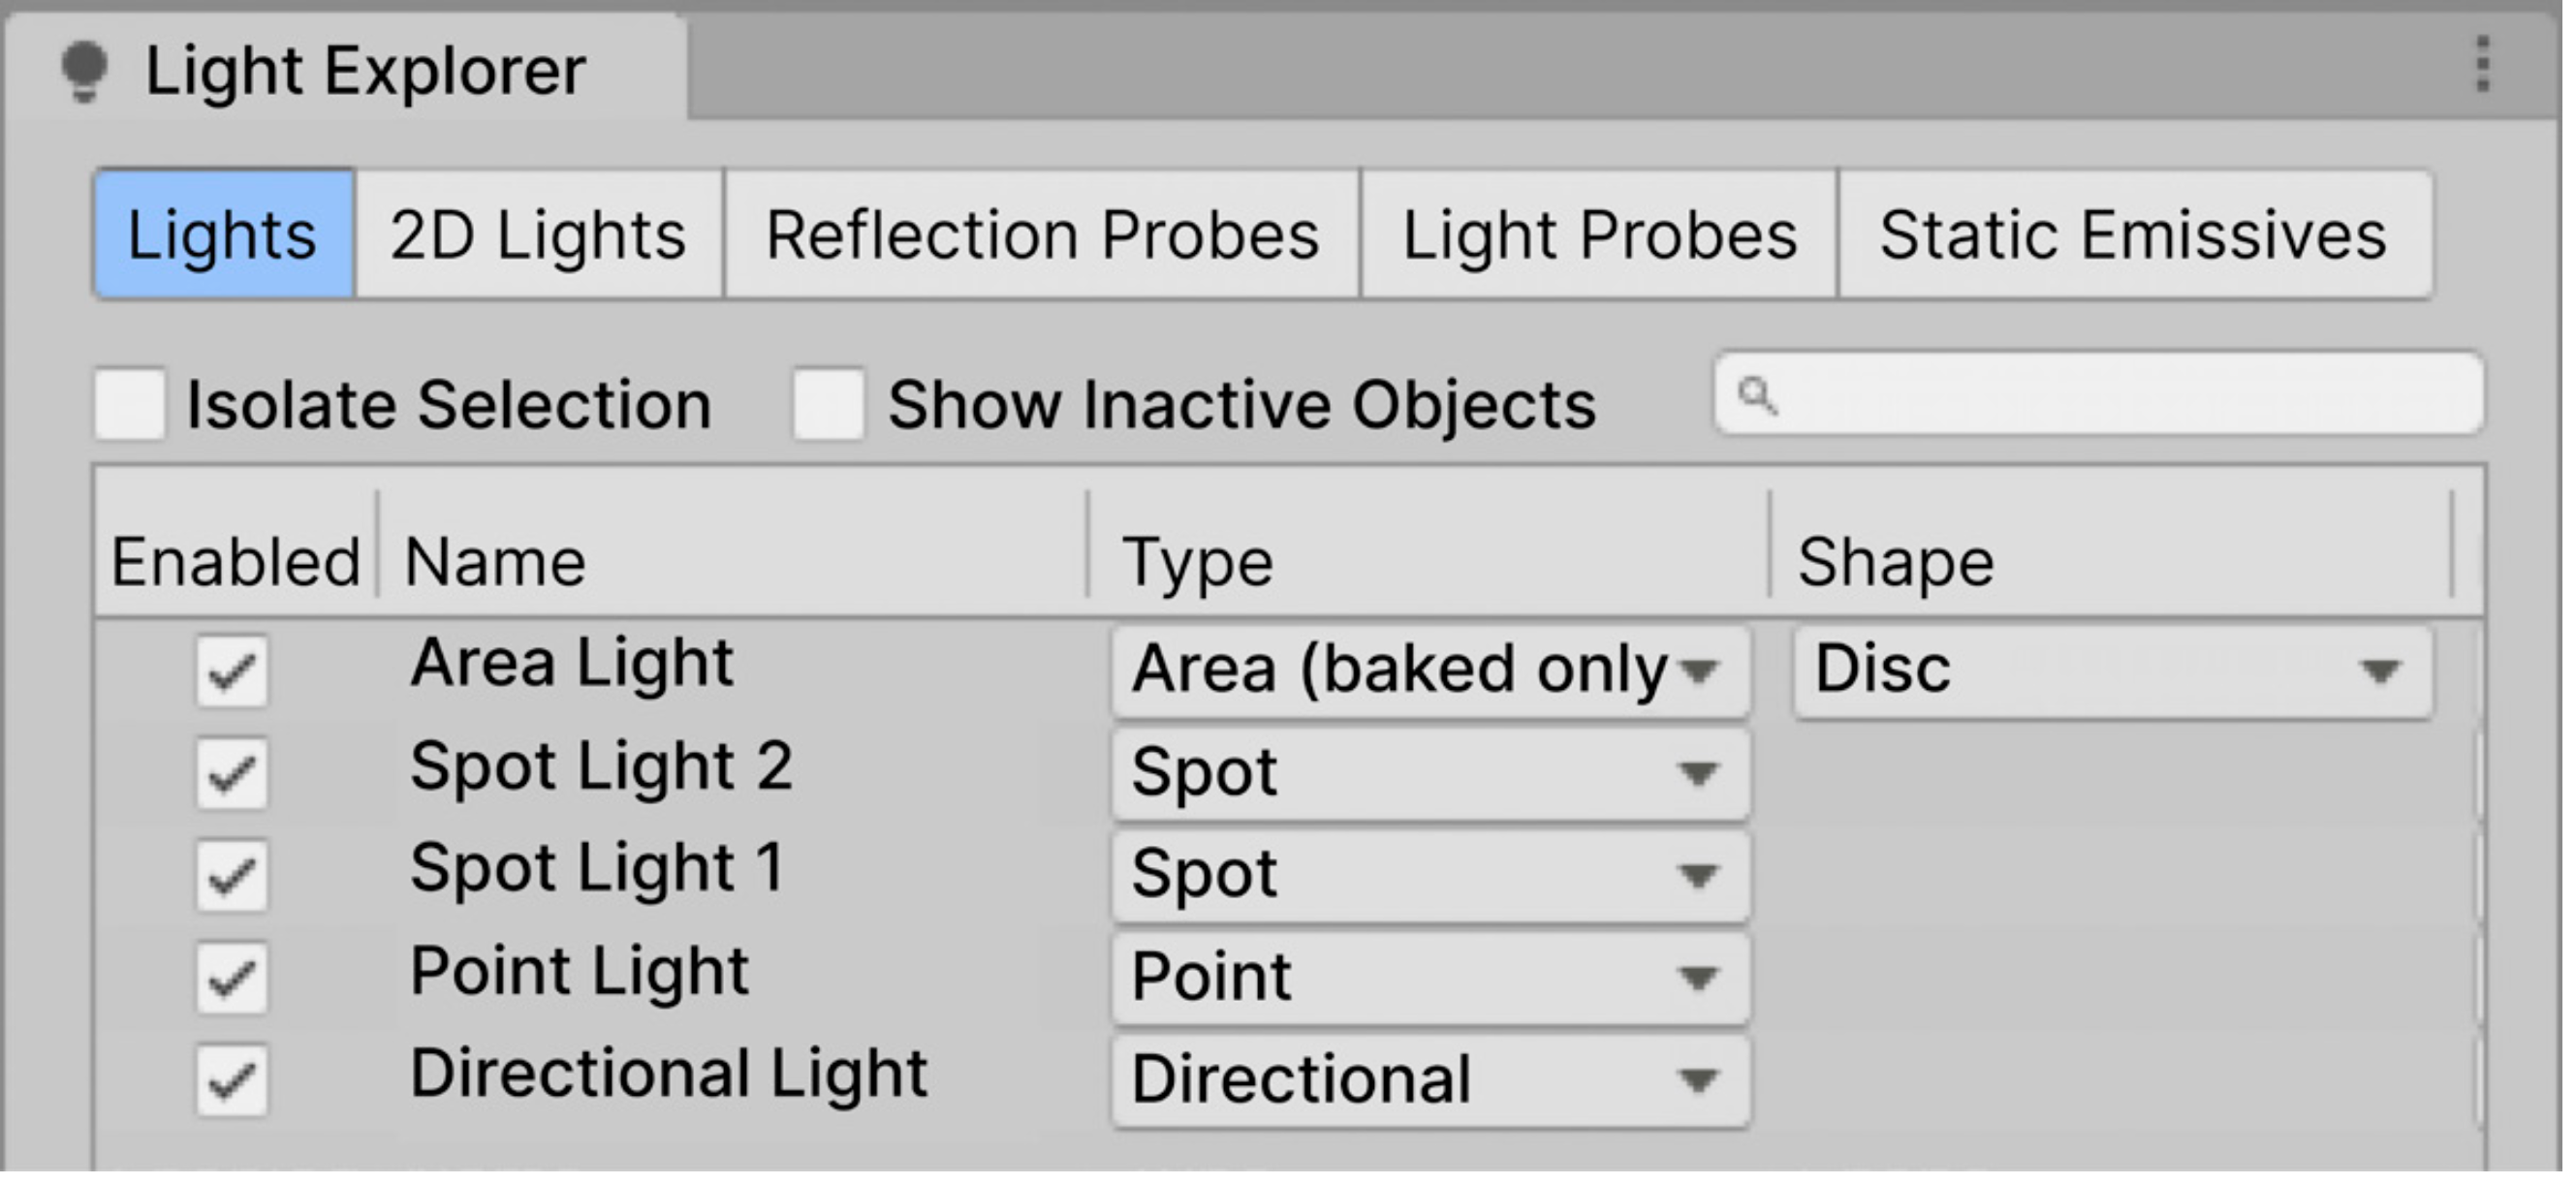 Light Explorer
Lights 2D Lights Reflection Probes Light Probes Static Emissives
Isolate Selection Show Inactive Objects
Enabled Name Type Shape
Area Light Area (baked only Disc
Spot Light 2 Spot
Spot Light 1 Spot
Point Light Point
Directional Light Directional